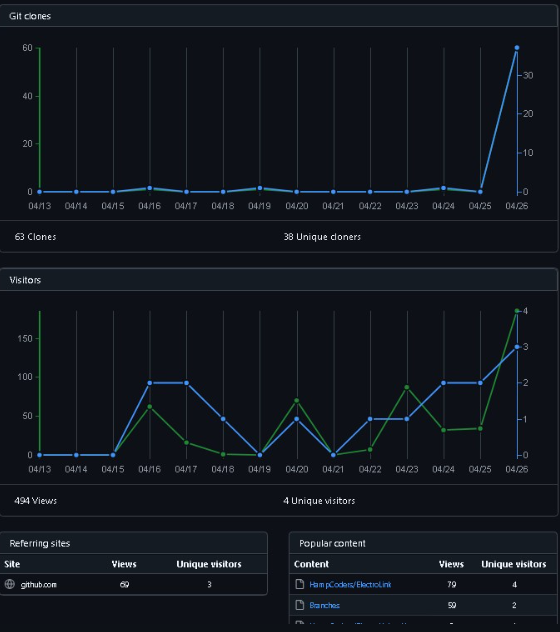 Git clones
60
40
20
0
30
20
10
0
04/13 04/14 04/15 04/16 04/17 04/18 04/19 04/20 04/21 04/22 04/23 04/24 04/25 04/26
63 Clones 38 Unique cloners
Visitors
150
100
50
0
4
3
2
1
0
04/13 04/14 04/15 04/16 04/17 04/18 04/19 04/20 04/21 04/22 04/23 04/24 04/25 04/26
494 Views 4 Unique visitors
Referring sites
Site Views Unique visitors
github.com 69 3
Popular content
Content Views Unique visitors
HampCoders/ElectroLink 79 4
Branches 59 2